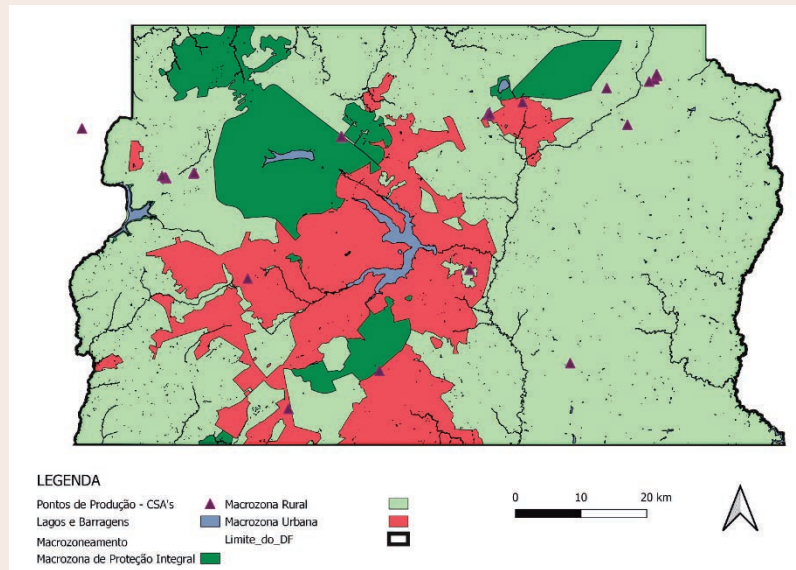 LEGENDA
Pontos de Produção - CSA's
Macrozona Rural
Lagos e Barragens
Macrozona Urbana
Macrozoneamento
Limite_do_DF
Macrozona de Proteção Integral
0 10 20 km